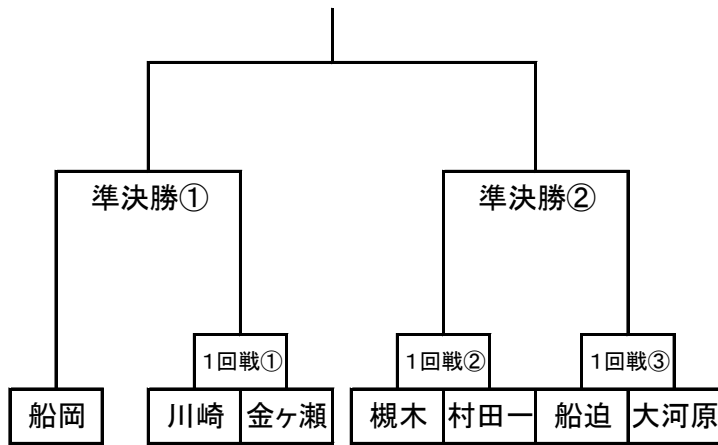 準決勝①
準決勝②
1回戦①
1回戦②
1回戦③
船岡
川崎
金ヶ瀬
槻木
村田一
船迫
大河原